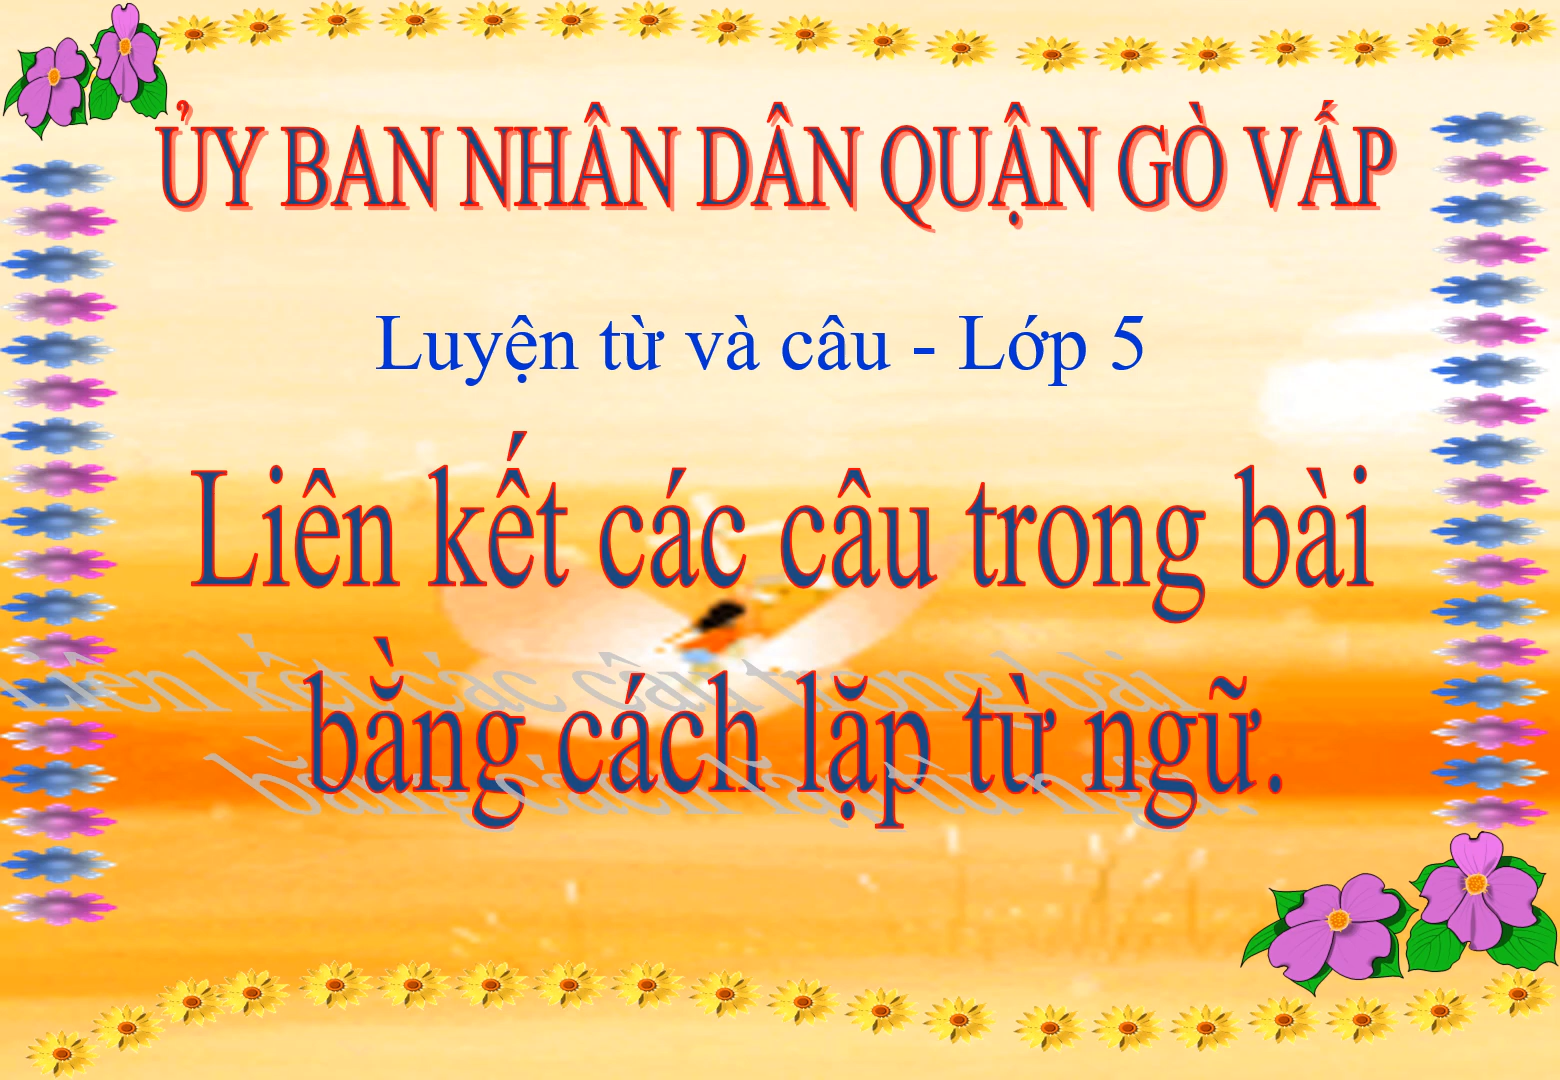 ỦY BAN NHÂN DÂN QUẬN GÒ VẤP
Luyện từ và câu - Lớp 5
Liên kết các câu trong bài
bằng cách lặp từ ngữ.